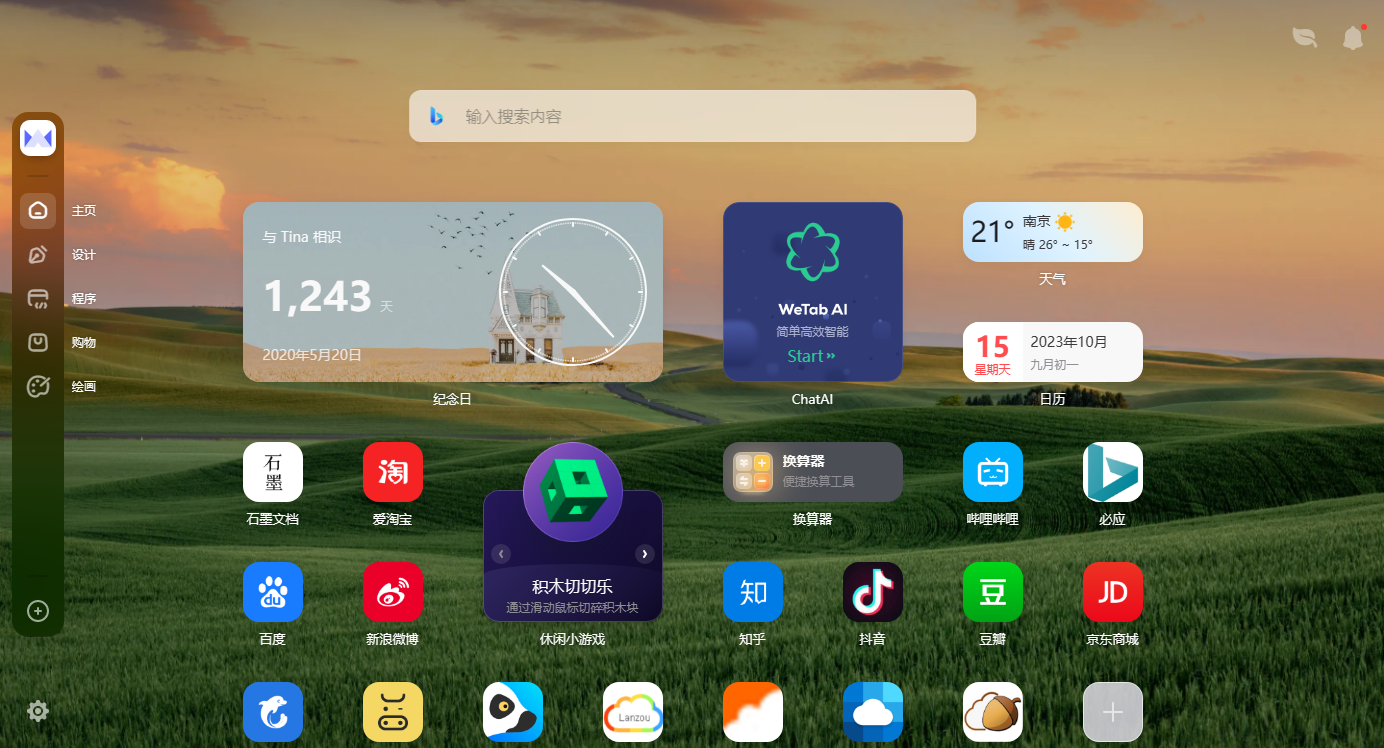 输入搜索内容
主页
设计
程序
购物
绘画
与 Tina 相识
1,243 天
2020年5月20日
纪念日
WeTab AI
简单高效智能
Start »
ChatAI
21°
南京
晴 26° ~ 15°
天气
15
星期天
2023年10月
九月初一
日历
石墨
石墨文档
淘
爱淘宝
积木切切乐
通过滑动鼠标切碎积木块
休闲小游戏
换算器
便捷换算工具
换算器
哔哩哔哩
必应
du
百度
新浪微博
知
知乎
抖音
豆
豆瓣
JD
京东商城
Lanzou